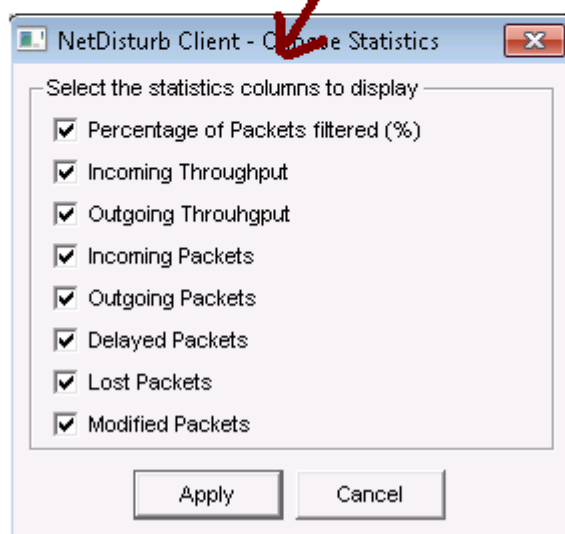 NetDisturb Client - Choose Statistics
Select the statistics columns to display
Percentage of Packets filtered (%)
Incoming Throughput
Outgoing Throuhgput
Incoming Packets
Outgoing Packets
Delayed Packets
Lost Packets
Modified Packets
Apply
Cancel